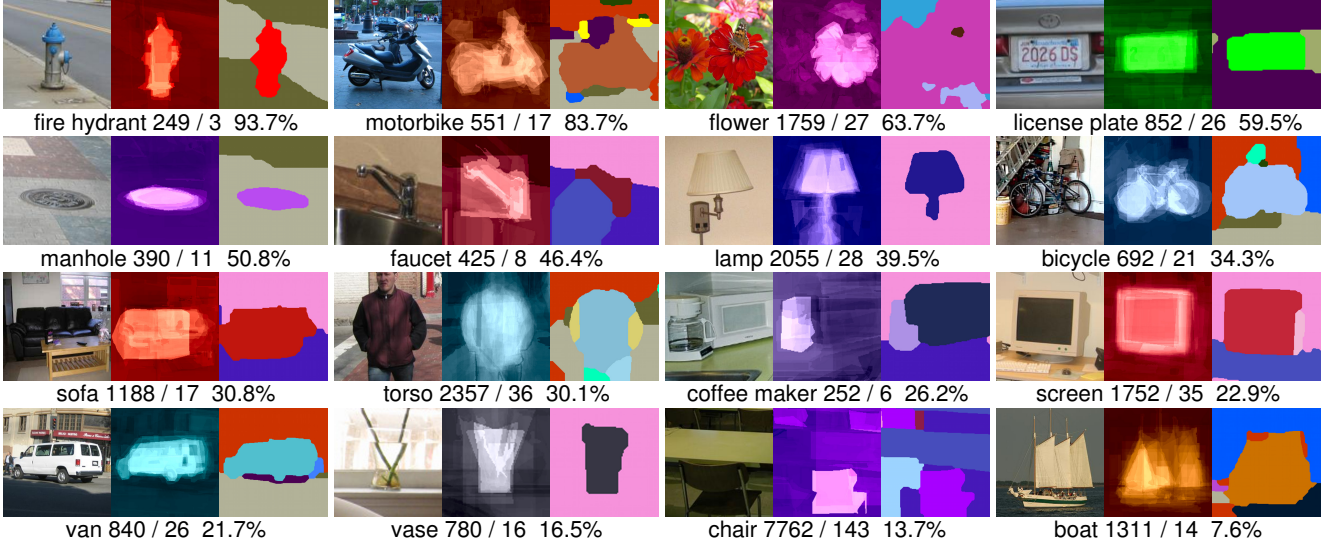 2026 DS
fire hydrant 249 / 3 93.7%
motorbike 551 / 17 83.7%
flower 1759 / 27 63.7%
license plate 852 / 26 59.5%
manhole 390 / 11 50.8%
faucet 425 / 8 46.4%
lamp 2055 / 28 39.5%
bicycle 692 / 21 34.3%
sofa 1188 / 17 30.8%
torso 2357 / 36 30.1%
coffee maker 252 / 6 26.2%
screen 1752 / 35 22.9%
van 840 / 26 21.7%
vase 780 / 16 16.5%
chair 7762 / 143 13.7%
boat 1311 / 14 7.6%